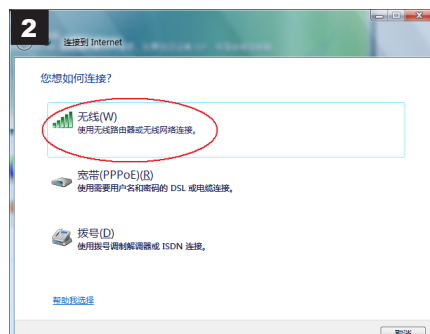 2
连接到 Internet
您想如何连接?
无线(W)
使用无线路由器或无线网络连接。
宽带(PPPoE)(R)
使用需要用户名和密码的 DSL 或电缆连接。
拨号(D)
使用拨号调制解调器或 ISDN 连接。
帮助我选择
取消